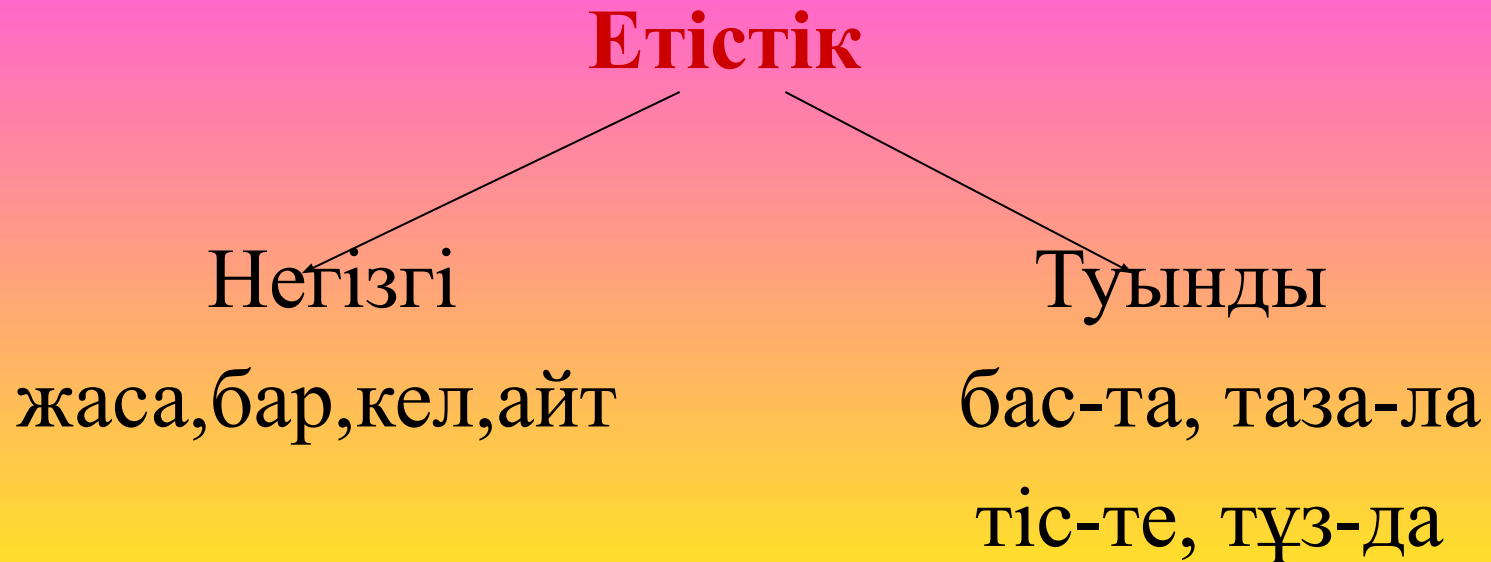 Етістік
Негізгі Туынды
жаса,бар,кел,айт бас-та, таза-ла
тіс-те, тұз-да